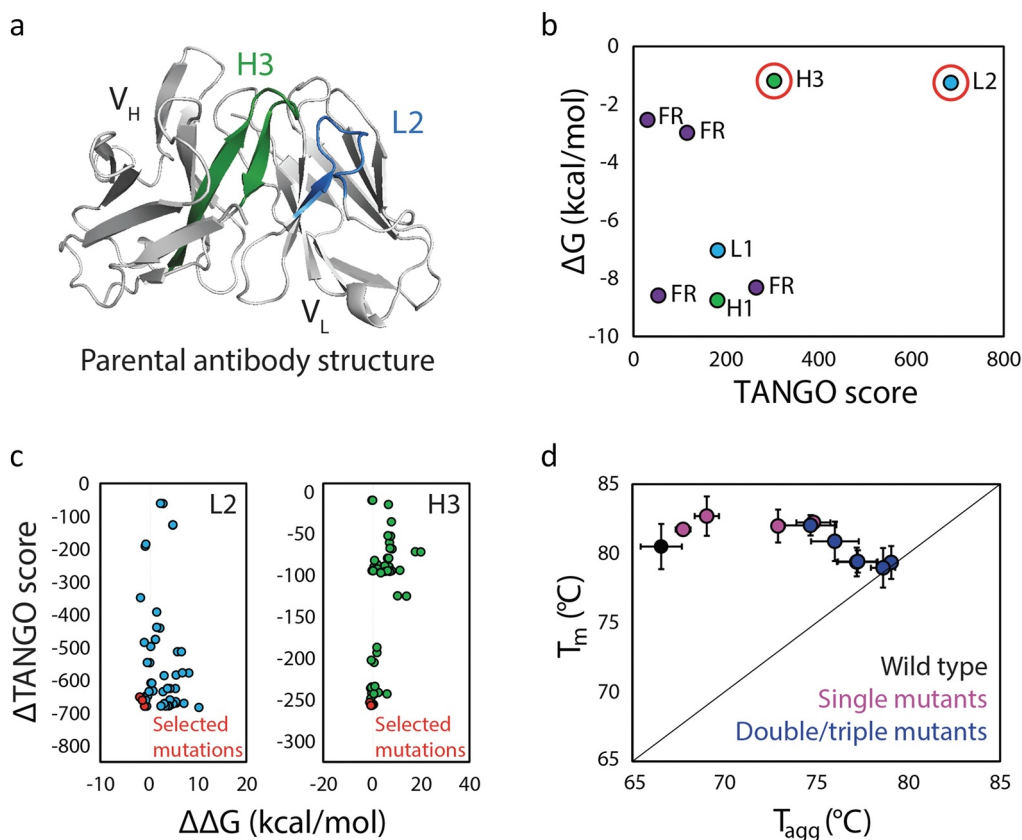 a
H3
V_H
L2
V_L
Parental antibody structure
b
0
-2
-4
-6
-8
-10
ΔG (kcal/mol)
H3
L2
FR
FR
L1
FR
FR
H1
0 200 400 600 800
TANGO score
c
ΔTANGO score
0
-100
-200
-300
-400
-500
-600
-700
-800
L2
Selected
mutations
-10 0 10 20
0
-50
-100
-150
-200
-250
-300
H3
Selected
mutations
-20 0 20 40
ΔΔG (kcal/mol)
d
85
80
75
70
65
T_m (°C)
Wild type
Single mutants
Double/triple mutants
65 70 75 80 85
T_agg (°C)